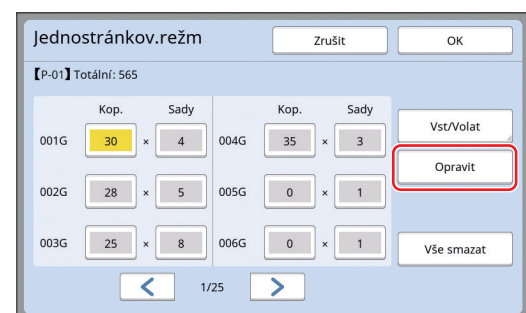 Jednostránkov.režm Zrušit OK
【P-01】Totální: 565
Kop. Sady Kop. Sady
001G 30 × 4 004G 35 × 3 Vst/Volat
Opravit
002G 28 × 5 005G 0 × 1
003G 25 × 8 006G 0 × 1 Vše smazat
1/25